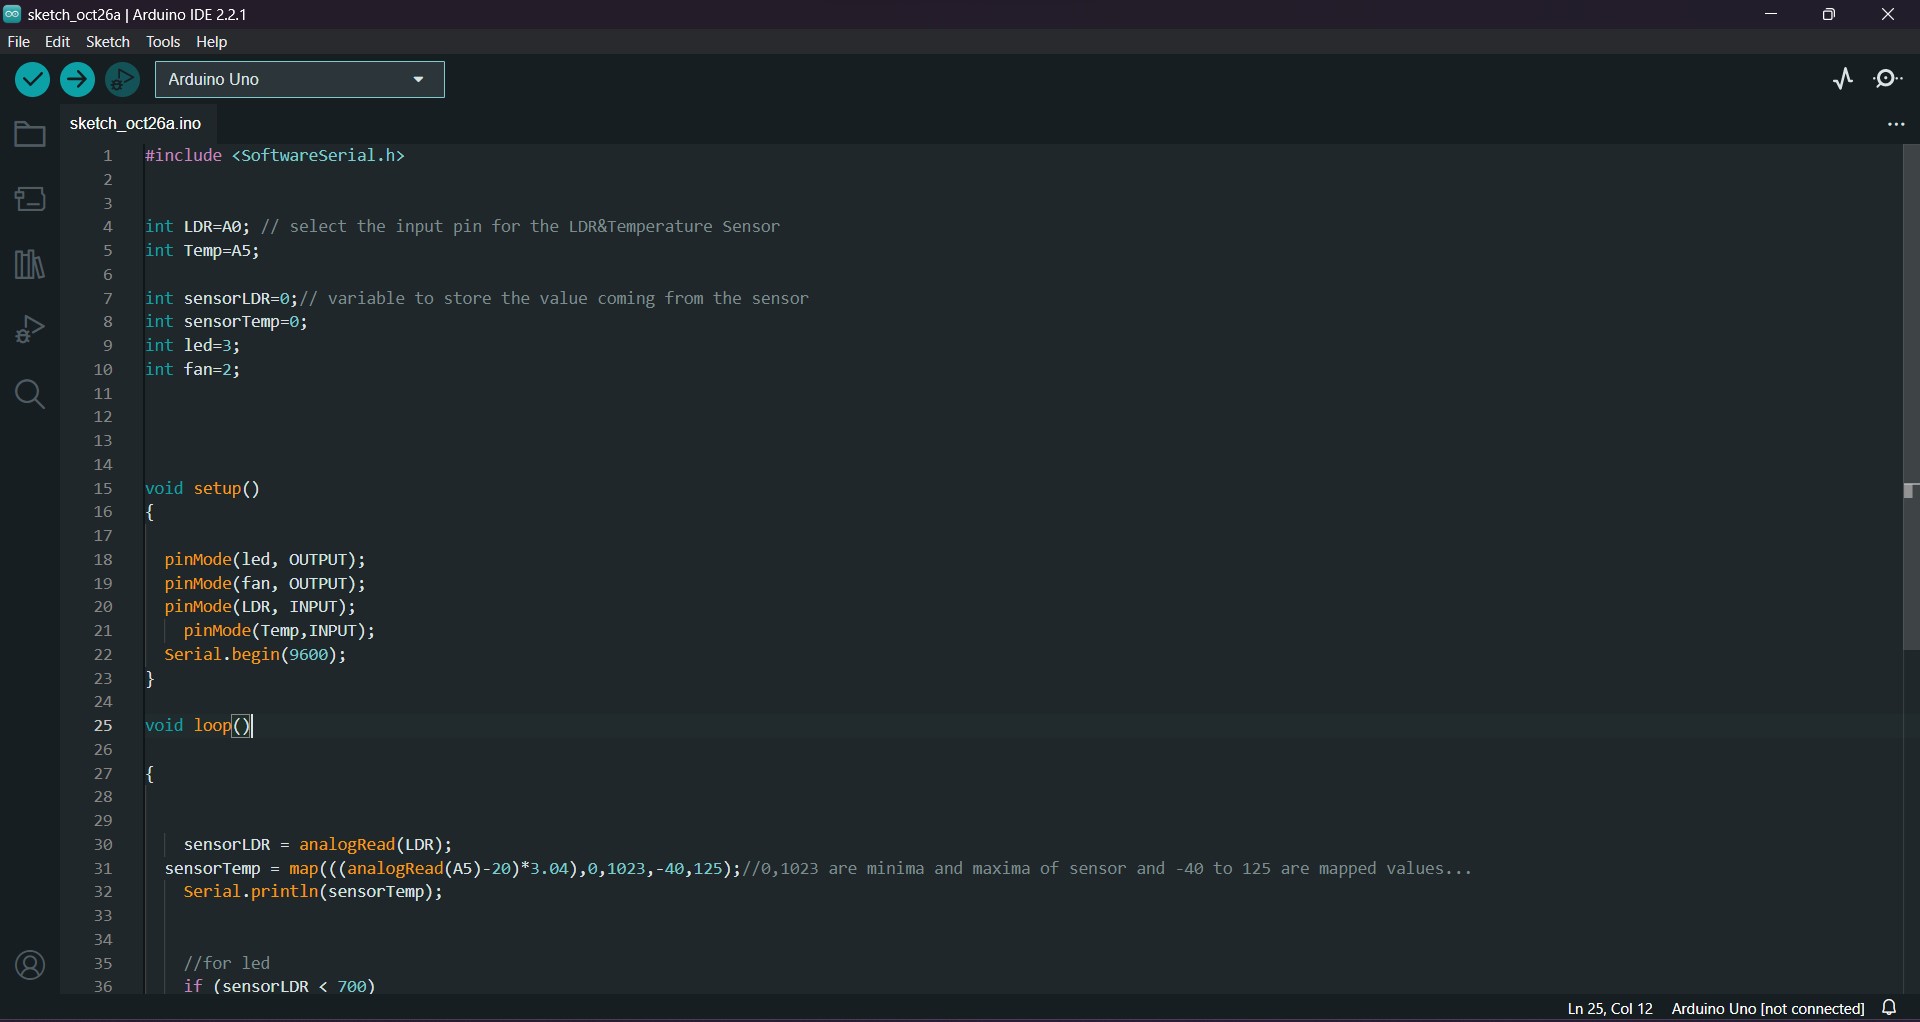 sketch_oct26a | Arduino IDE 2.2.1
File Edit Sketch Tools Help
Arduino Uno
sketch_oct26a.ino
1 #include <SoftwareSerial.h>
2
3
4 int LDR=A0; // select the input pin for the LDR&Temperature Sensor
5 int Temp=A5;
6
7 int sensorLDR=0;// variable to store the value coming from the sensor
8 int sensorTemp=0;
9 int led=3;
10 int fan=2;
11
12
13
14
15 void setup()
16 {
17
18 pinMode(led, OUTPUT);
19 pinMode(fan, OUTPUT);
20 pinMode(LDR, INPUT);
21 pinMode(Temp,INPUT);
22 Serial.begin(9600);
23 }
24
25 void loop()
26
27 {
28
29
30 sensorLDR = analogRead(LDR);
31 sensorTemp = map(((analogRead(A5)-20)*3.04),0,1023,-40,125);//0,1023 are minima and maxima of sensor and -40 to 125 are mapped values...
32 Serial.println(sensorTemp);
33
34
35 //for led
36 if (sensorLDR < 700)
Ln 25, Col 12 Arduino Uno [not connected]